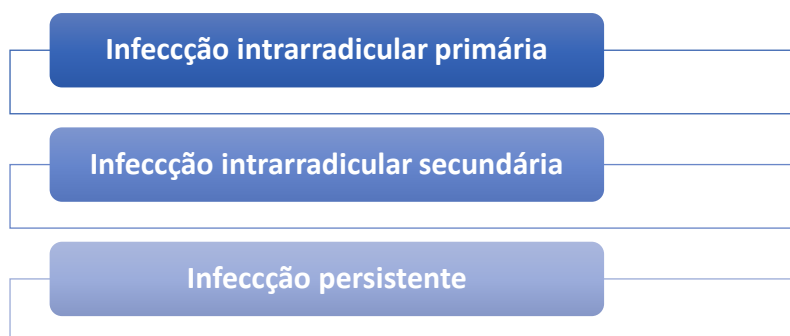 Infeccção intrarradicular primária
Infeccção intrarradicular secundária
Infeccção persistente